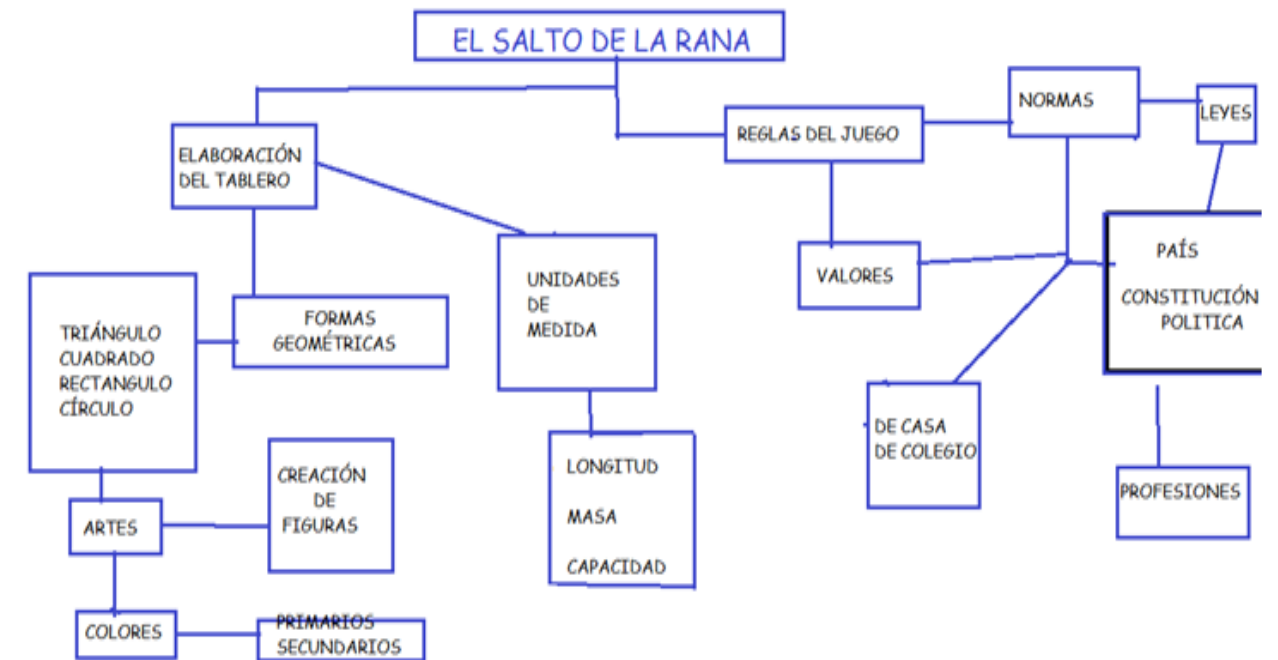 EL SALTO DE LA RANA
NORMAS
LEYES
REGLAS DEL JUEGO
ELABORACIÓN
DEL TABLERO
PAÍS
CONSTITUCIÓN
POLITICA
VALORES
UNIDADES
DE
MEDIDA
FORMAS
GEOMÉTRICAS
TRIÁNGULO
CUADRADO
RECTANGULO
CÍRCULO
DE CASA
DE COLEGIO
LONGITUD
MASA
CAPACIDAD
CREACIÓN
DE
FIGURAS
PROFESIONES
ARTES
COLORES
PRIMARIOS
SECUNDARIOS